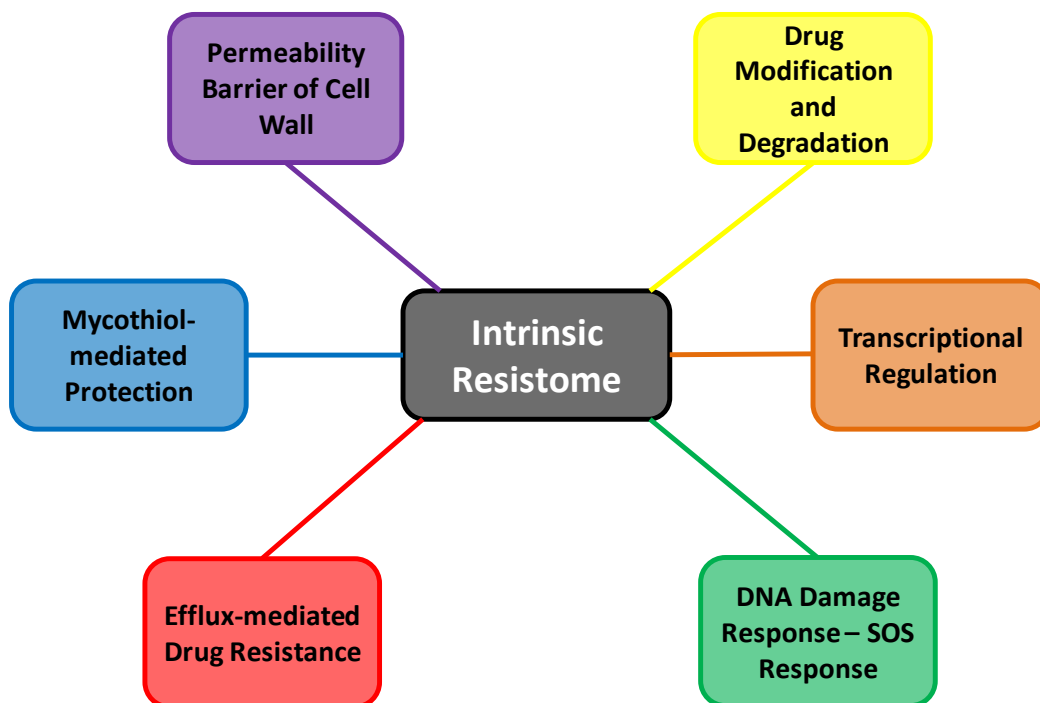 Permeability
Barrier of Cell
Wall
Drug
Modification
and
Degradation
Mycothiol-
mediated
Protection
Intrinsic
Resistome
Transcriptional
Regulation
Efflux-mediated
Drug Resistance
DNA Damage
Response – SOS
Response